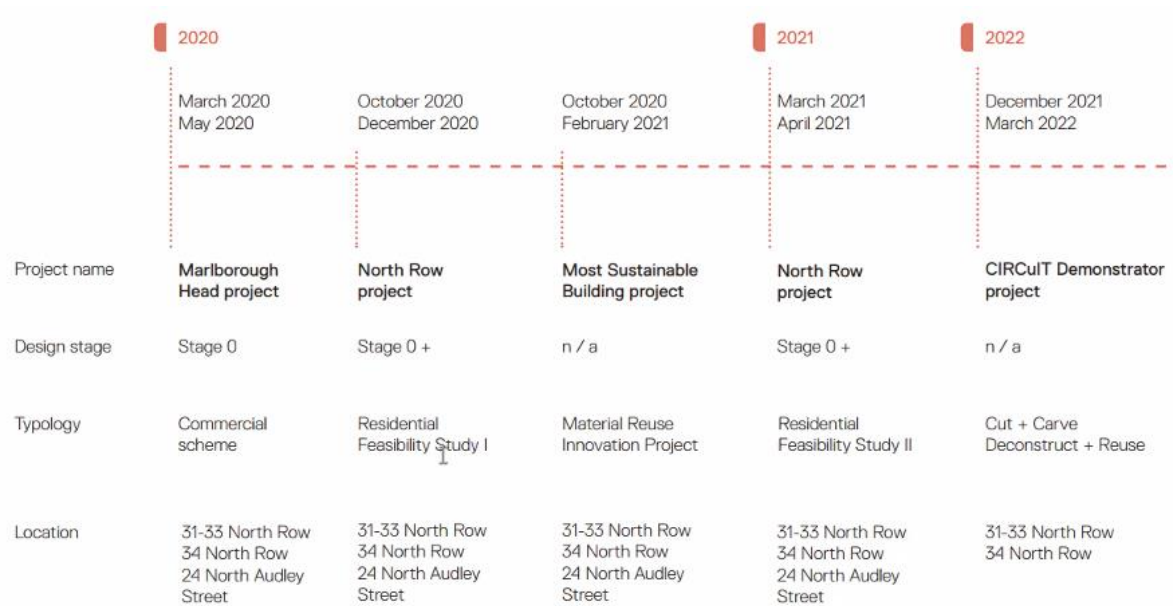 2020
2021
2022
March 2020
May 2020
October 2020
December 2020
October 2020
February 2021
March 2021
April 2021
December 2021
March 2022
Project name
Marlborough
Head project
North Row
project
Most Sustainable
Building project
North Row
project
CIRCuIT Demonstrator
project
Design stage
Stage 0
Stage 0 +
n / a
Stage 0 +
n / a
Typology
Commercial
scheme
Residential
Feasibility Study I
Material Reuse
Innovation Project
Residential
Feasibility Study II
Cut + Carve
Deconstruct + Reuse
Location
31-33 North Row
34 North Row
24 North Audley
Street
31-33 North Row
34 North Row
24 North Audley
Street
31-33 North Row
34 North Row
24 North Audley
Street
31-33 North Row
34 North Row
24 North Audley
Street
31-33 North Row
34 North Row